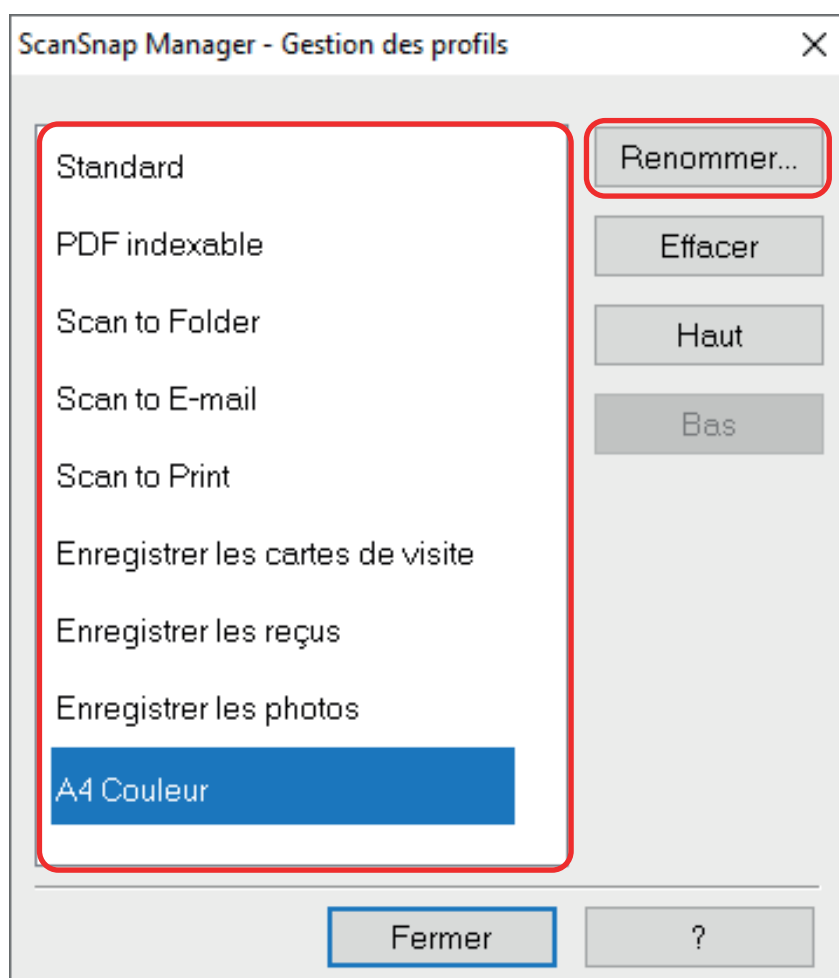 ScanSnap Manager - Gestion des profils
Standard
PDF indexable
Scan to Folder
Scan to E-mail
Scan to Print
Enregistrer les cartes de visite
Enregistrer les reçus
Enregistrer les photos
A4 Couleur
Renommer...
Effacer
Haut
Bas
Fermer
?